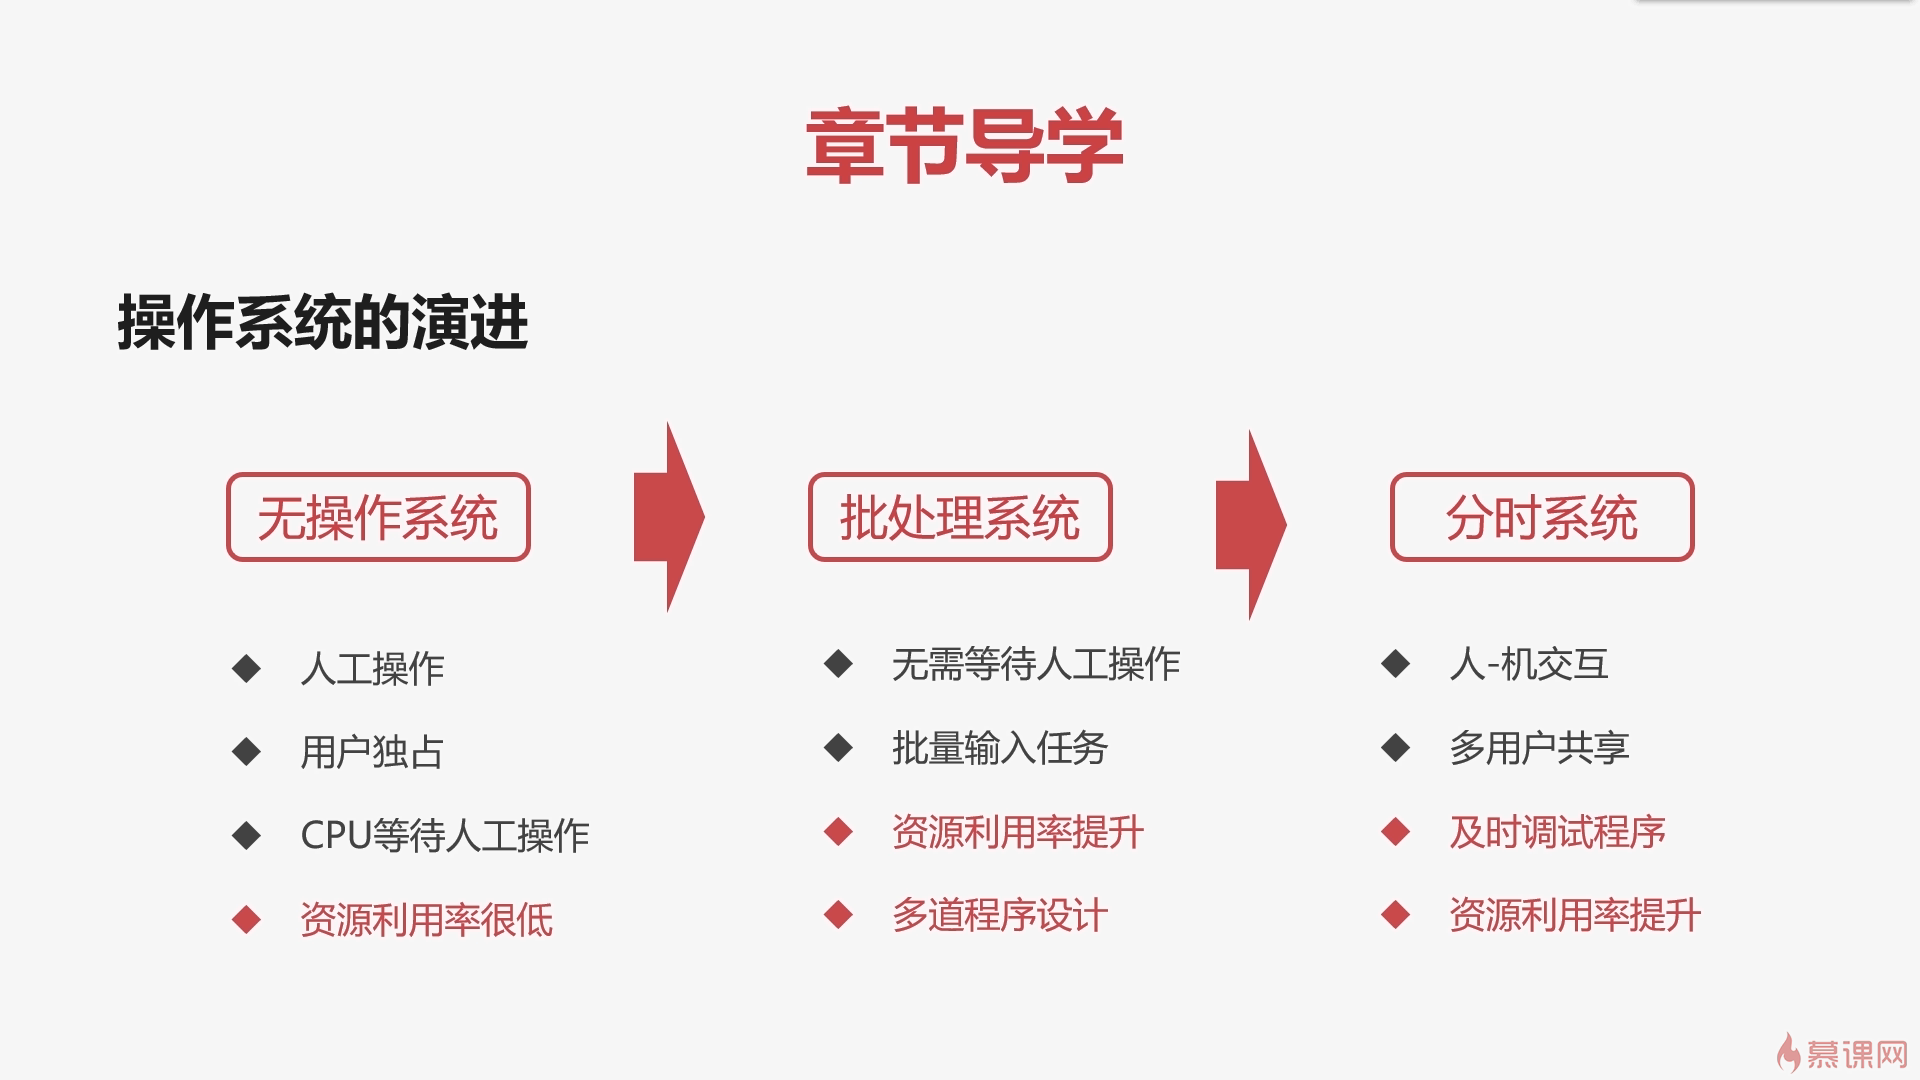 章节导学
操作系统的演进
无操作系统
人工操作
用户独占
CPU等待人工操作
资源利用率很低
批处理系统
无需等待人工操作
批量输入任务
资源利用率提升
多道程序设计
分时系统
人-机交互
多用户共享
及时调试程序
资源利用率提升
慕课网